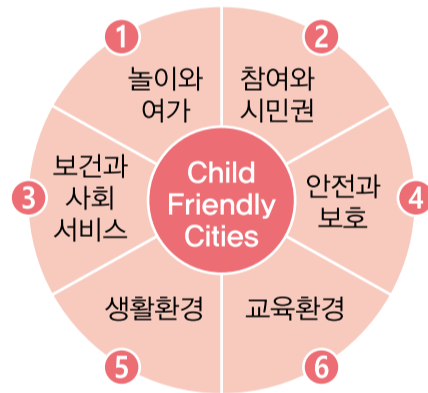 1
놀이와
여가
2
참여와
시민권
3
보건과
사회
서비스
Child
Friendly
Cities
4
안전과
보호
5
생활환경
6
교육환경